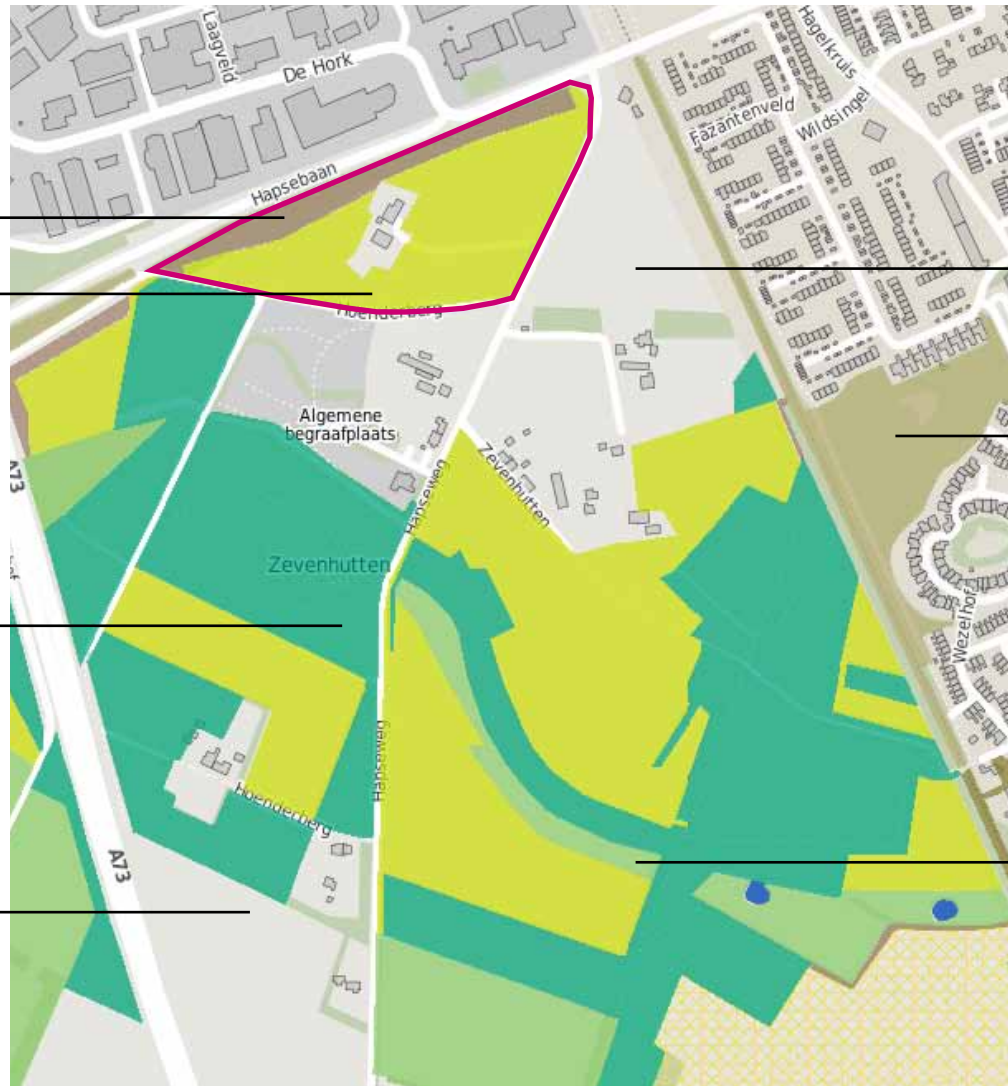 Laagveld
De Hork
Hagelkruis
Fazantenveld
Wildsingel
Hapsebaan
Hoenderberg
Algemene
begraafplaats
Zevenhutten
Hapseweg
A73
Zevenhutten
Wezelhof
Hapseweg
Hoenderberg
A73